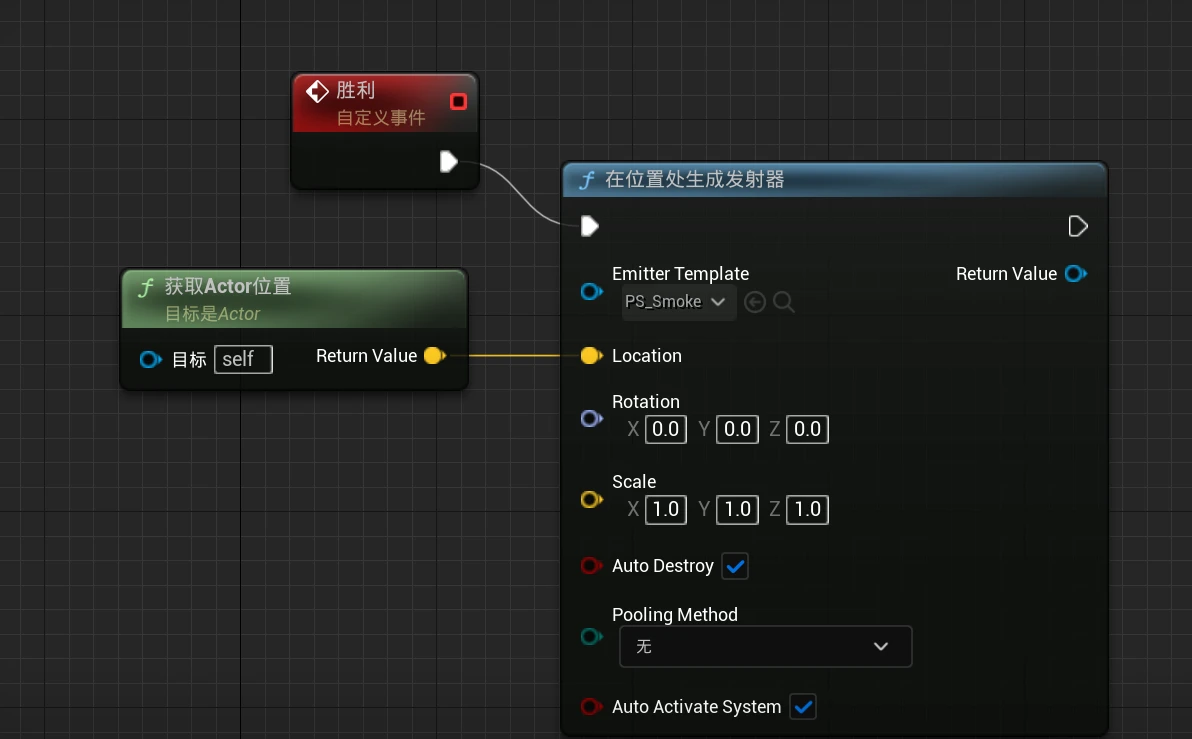 胜利
自定义事件
在位置处生成发射器
获取Actor位置
目标是Actor
目标 self Return Value
Emitter Template
PS_Smoke
Return Value
Location
Rotation
X 0.0 Y 0.0 Z 0.0
Scale
X 1.0 Y 1.0 Z 1.0
Auto Destroy
Pooling Method
无
Auto Activate System